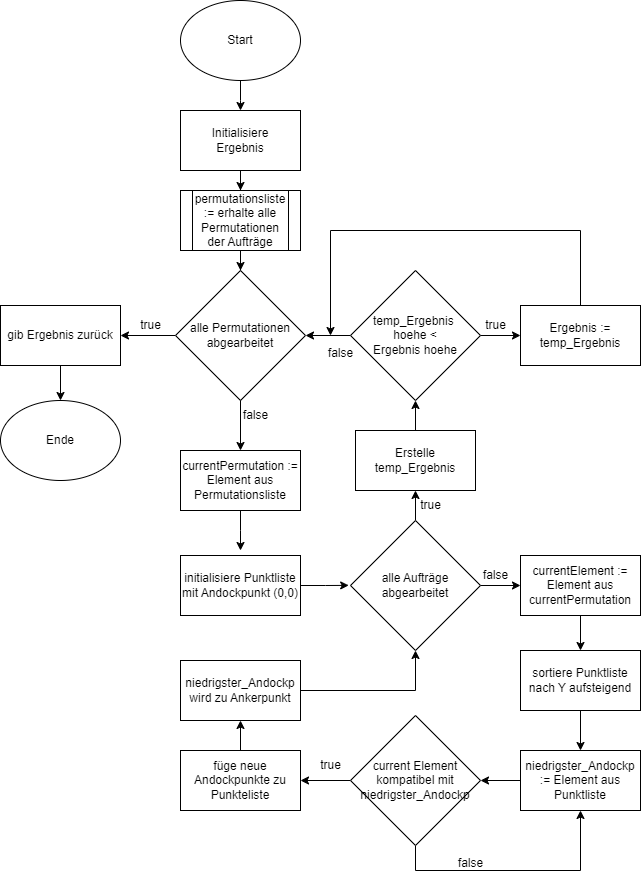 Start
Initialisiere
Ergebnis
permutationsliste
:= erhalte alle
Permutationen
der Aufträge
alle Permutationen
abgearbeitet
true
gib Ergebnis zurück
Ende
false
temp_Ergebnis
hoehe <
Ergebnis hoehe
true
Ergebnis :=
temp_Ergebnis
false
currentPermutation :=
Element aus
Permutationsliste
Erstelle
temp_Ergebnis
true
initialisiere Punktliste
mit Andockpunkt (0,0)
alle Aufträge
abgearbeitet
false
currentElement :=
Element aus
currentPermutation
sortiere Punktliste
nach Y aufsteigend
niedrigster_Andockp
:= Element aus
Punktliste
current Element
kompatibel mit
niedrigster_Andockp
true
false
füge neue
Andockpunkte zu
Punkteliste
niedrigster_Andockp
wird zu Ankerpunkt